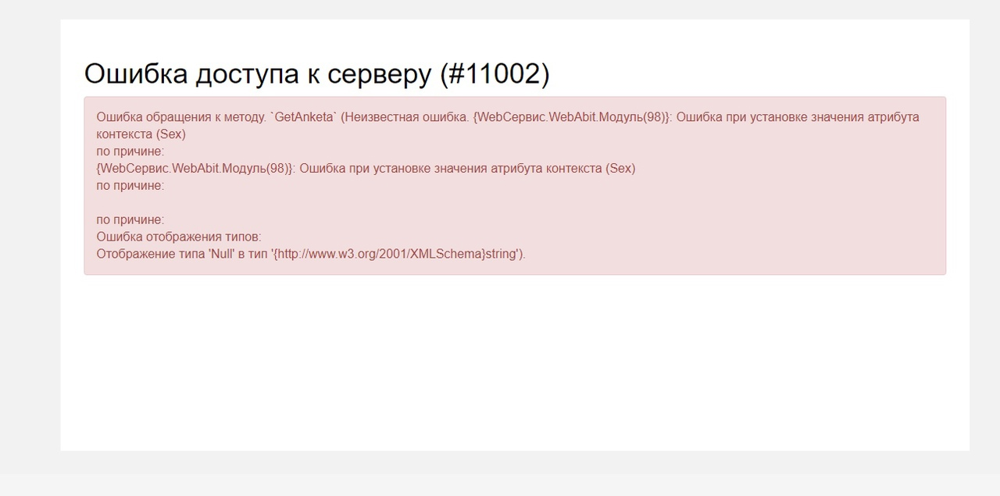 Ошибка доступа к серверу (#11002)
Ошибка обращения к методу. `GetAnketa` (Неизвестная ошибка. {WebСервис.WebAbit.Модуль(98)}: Ошибка при установке значения атрибута
контекста (Sex)
по причине:
{WebСервис.WebAbit.Модуль(98)}: Ошибка при установке значения атрибута контекста (Sex)
по причине:
по причине:
Ошибка отображения типов:
Отображение типа 'Null' в тип '{http://www.w3.org/2001/XMLSchema}string').